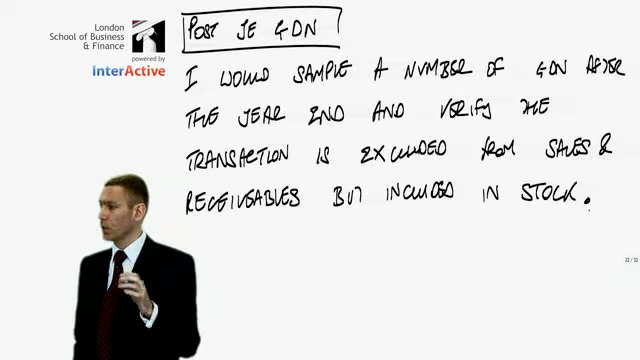 London
School of Business
& Finance
powered by
InterActive
POST YE GDN
I WOULD SAMPLE A NUMBER OF GDN AFTER
THE YEAR END AND VERIFY THE
TRANSACTION IS EXCLUDED FROM SALES &
RECEIVEABLES BUT INCLUDED IN STOCK.
22 / 32